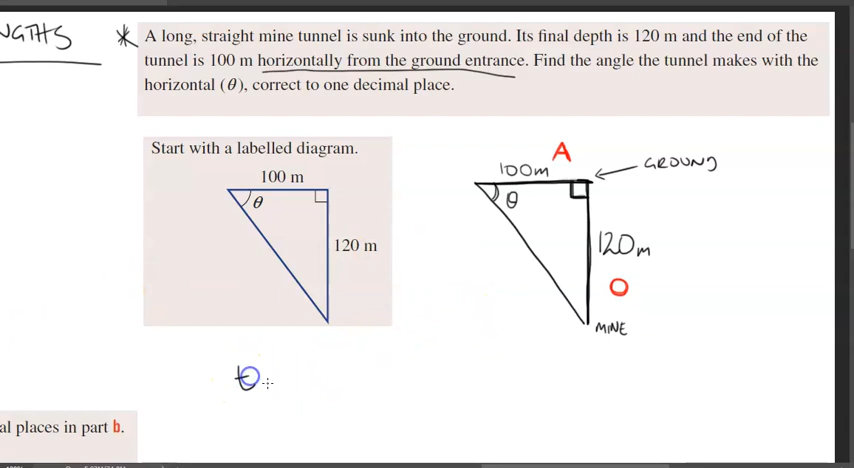 NGTHS
* A long, straight mine tunnel is sunk into the ground. Its final depth is 120 m and the end of the
tunnel is 100 m horizontally from the ground entrance. Find the angle the tunnel makes with the
horizontal (θ), correct to one decimal place.
Start with a labelled diagram.
100 m
θ
120 m
A
100m
GROUND
θ
120m
O
MINE
t
al places in part b.